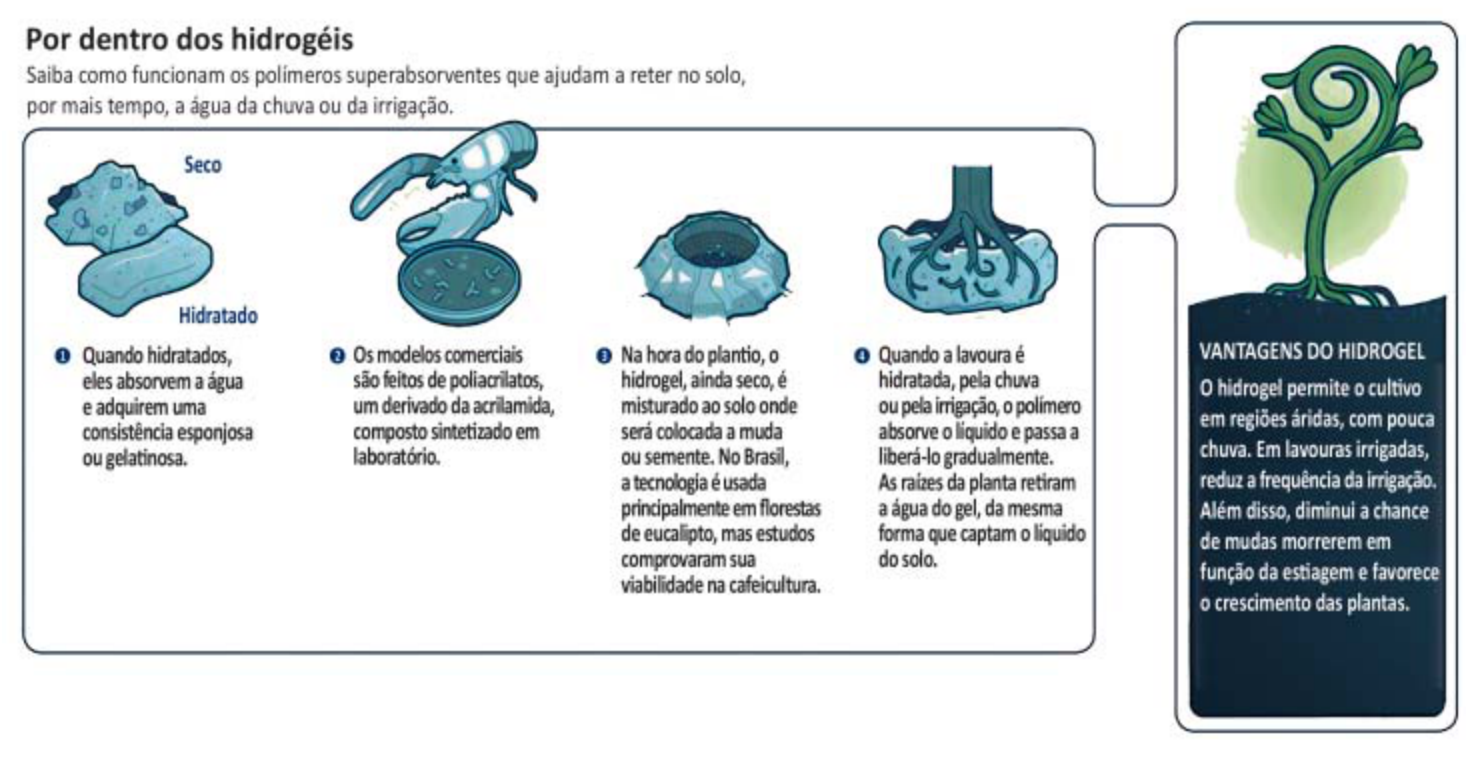 Por dentro dos hidrogéis
Saiba como funcionam os polímeros superabsorventes que ajudam a reter no solo,
por mais tempo, a água da chuva ou da irrigação.
Seco
Hidratado
1 Quando hidratados,
eles absorvem a água
e adquirem uma
consistência esponjosa
ou gelatinosa.
2 Os modelos comerciais
são feitos de poliacrilatos,
um derivado da acrilamida,
composto sintetizado em
laboratório.
3 Na hora do plantio, o
hidrogel, ainda seco, é
misturado ao solo onde
será colocada a muda
ou semente. No Brasil,
a tecnologia é usada
principalmente em florestas
de eucalipto, mas estudos
comprovaram sua
viabilidade na cafeicultura.
4 Quando a lavoura é
hidratada, pela chuva
ou pela irrigação, o polímero
absorve o líquido e passa a
liberá-lo gradualmente.
As raízes da planta retiram
a água do gel, da mesma
forma que captam o líquido
do solo.
VANTAGENS DO HIDROGEL
O hidrogel permite o cultivo
em regiões áridas, com pouca
chuva. Em lavouras irrigadas,
reduz a frequência da irrigação.
Além disso, diminui a chance
de mudas morrerem em
função da estiagem e favorece
o crescimento das plantas.